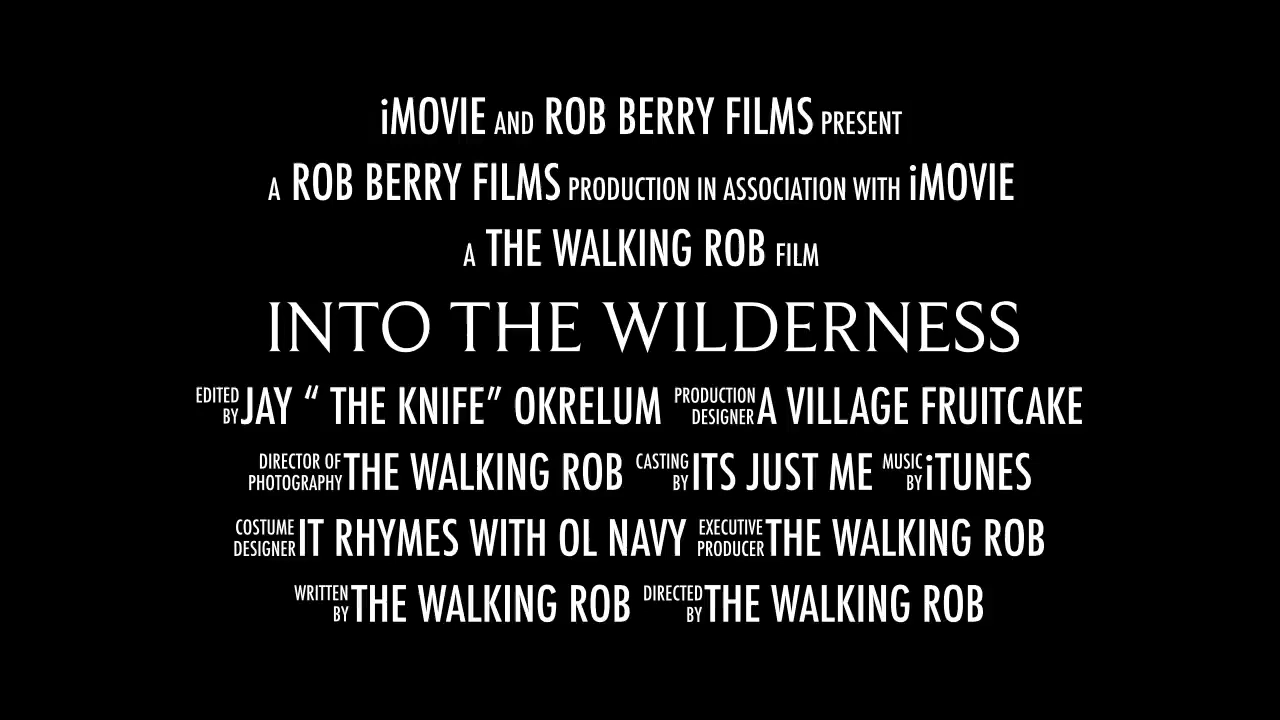 iMOVIE AND ROB BERRY FILMS PRESENT
A ROB BERRY FILMS PRODUCTION IN ASSOCIATION WITH iMOVIE
A THE WALKING ROB FILM
INTO THE WILDERNESS
EDITED BY JAY “ THE KNIFE” OKRELUM PRODUCTION DESIGNER A VILLAGE FRUITCAKE
DIRECTOR OF PHOTOGRAPHY THE WALKING ROB CASTING BY ITS JUST ME MUSIC BY iTUNES
COSTUME DESIGNER IT RHYMES WITH OL NAVY EXECUTIVE PRODUCER THE WALKING ROB
WRITTEN BY THE WALKING ROB DIRECTED BY THE WALKING ROB